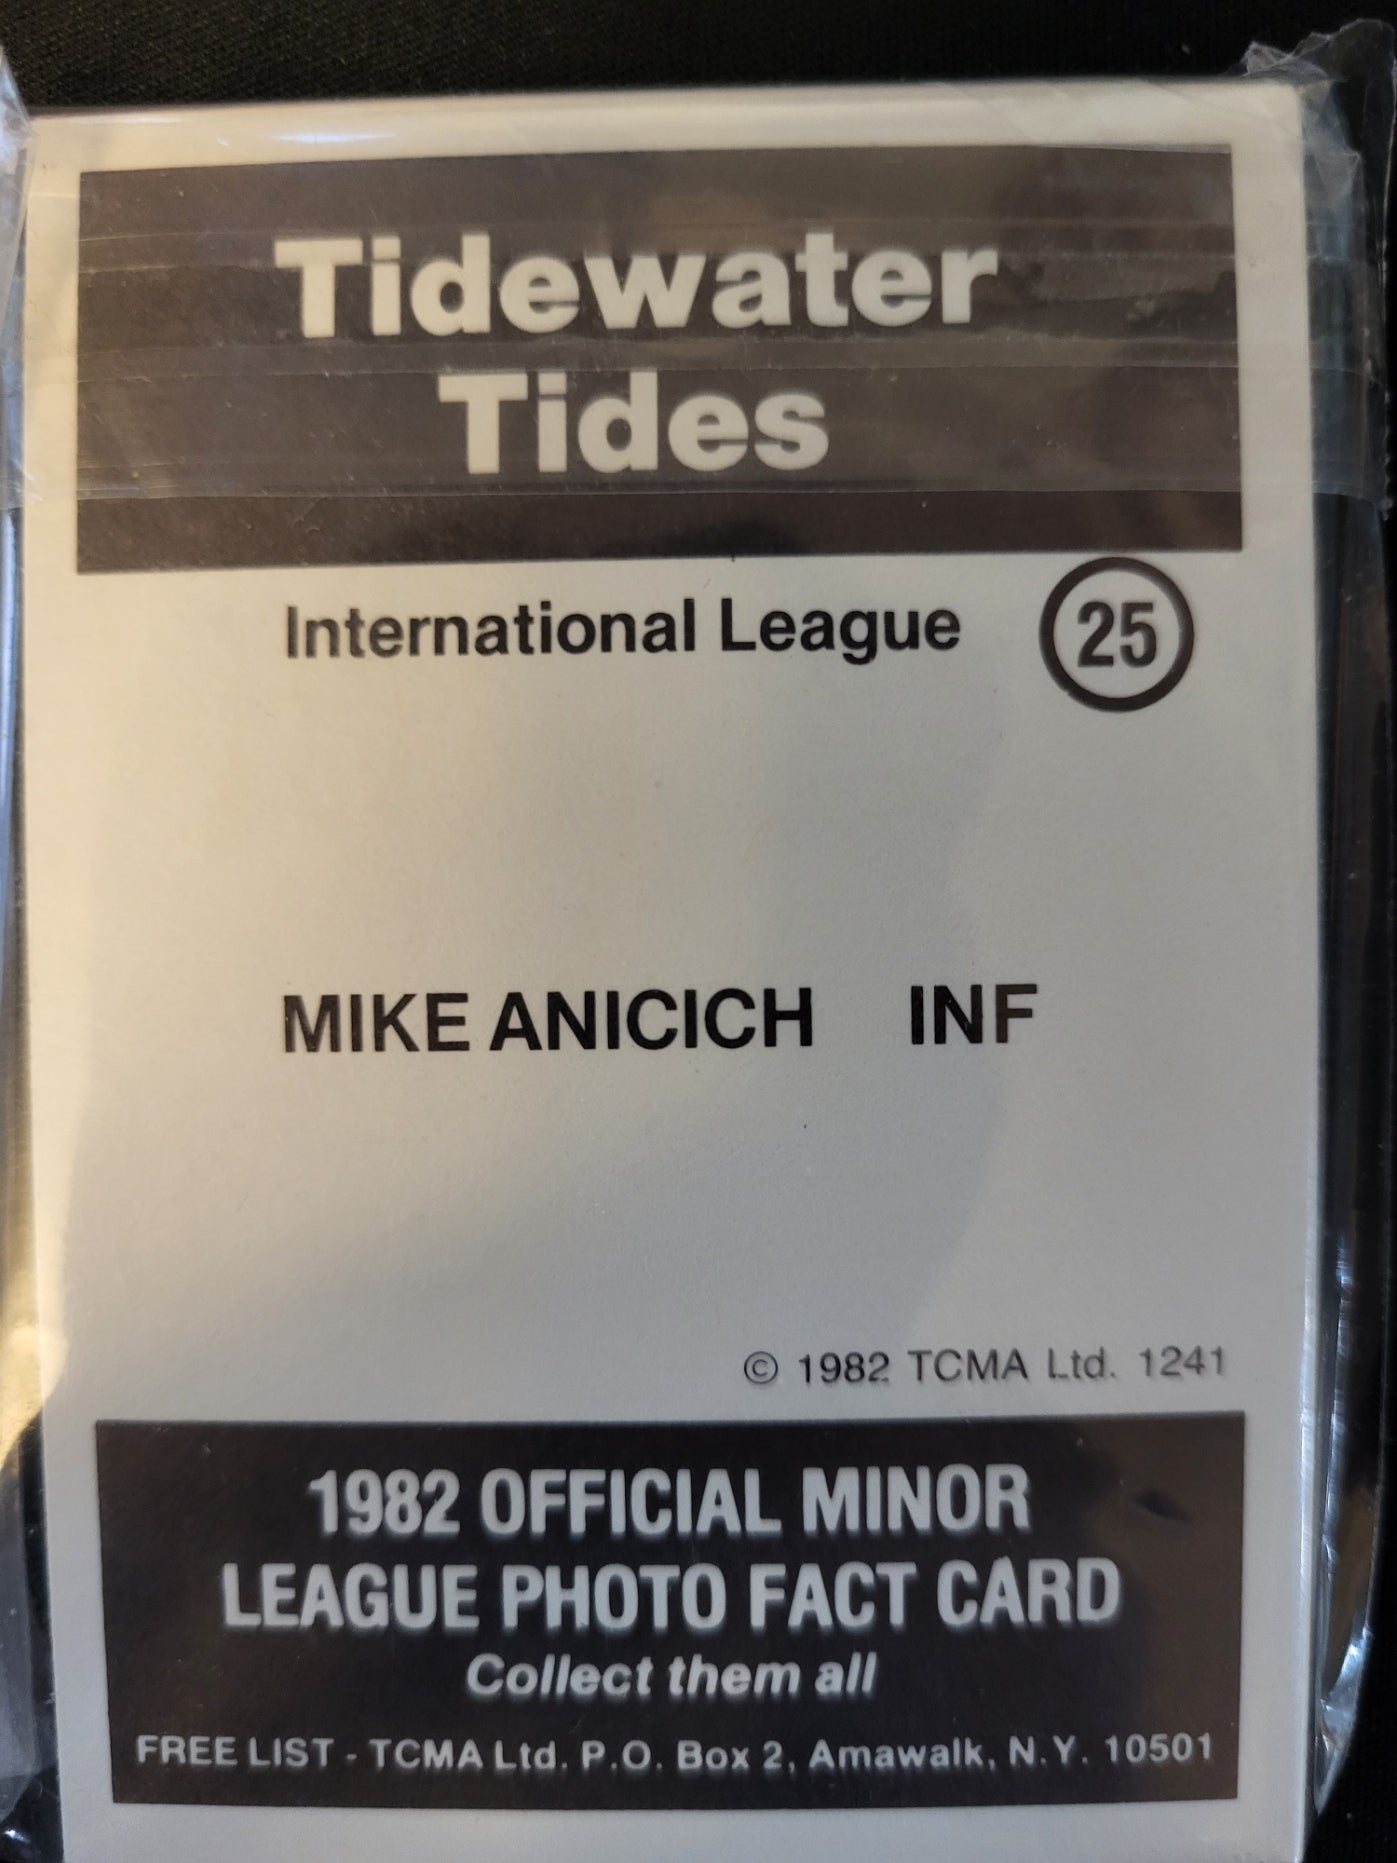 Tidewater
Tides
International League 25
MIKE ANICICH INF
© 1982 TCMA Ltd. 1241
1982 OFFICIAL MINOR
LEAGUE PHOTO FACT CARD
Collect them all
FREE LIST - TCMA Ltd. P.O. Box 2, Amawalk, N.Y. 10501